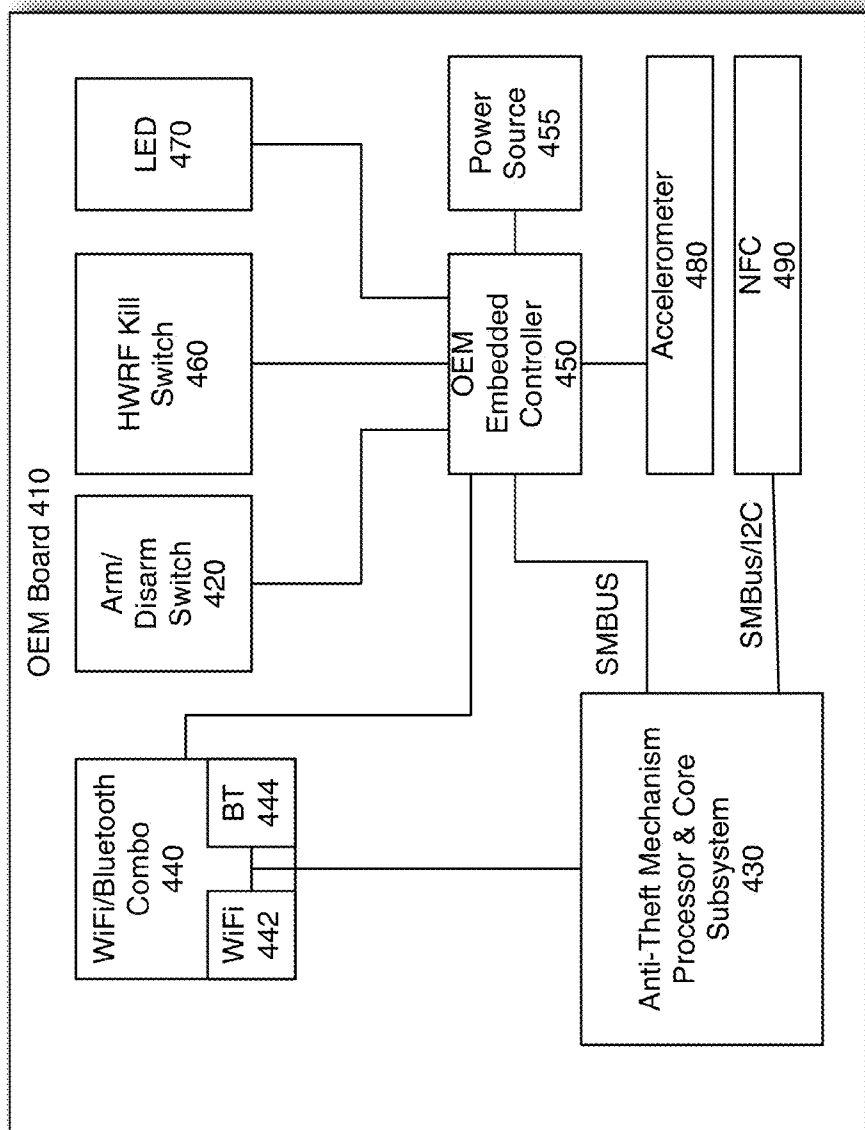 OEM Board 410
WiFi/Bluetooth
Combo
440
WiFi
442
BT
444
Arm/
Disarm
Switch
420
HWRF Kill
Switch
460
LED
470
OEM
Embedded
Controller
450
Power
Source
455
SMBUS
Anti-Theft Mechanism
Processor & Core
Subsystem
430
Accelerometer
480
SMBus/I2C
NFC
490